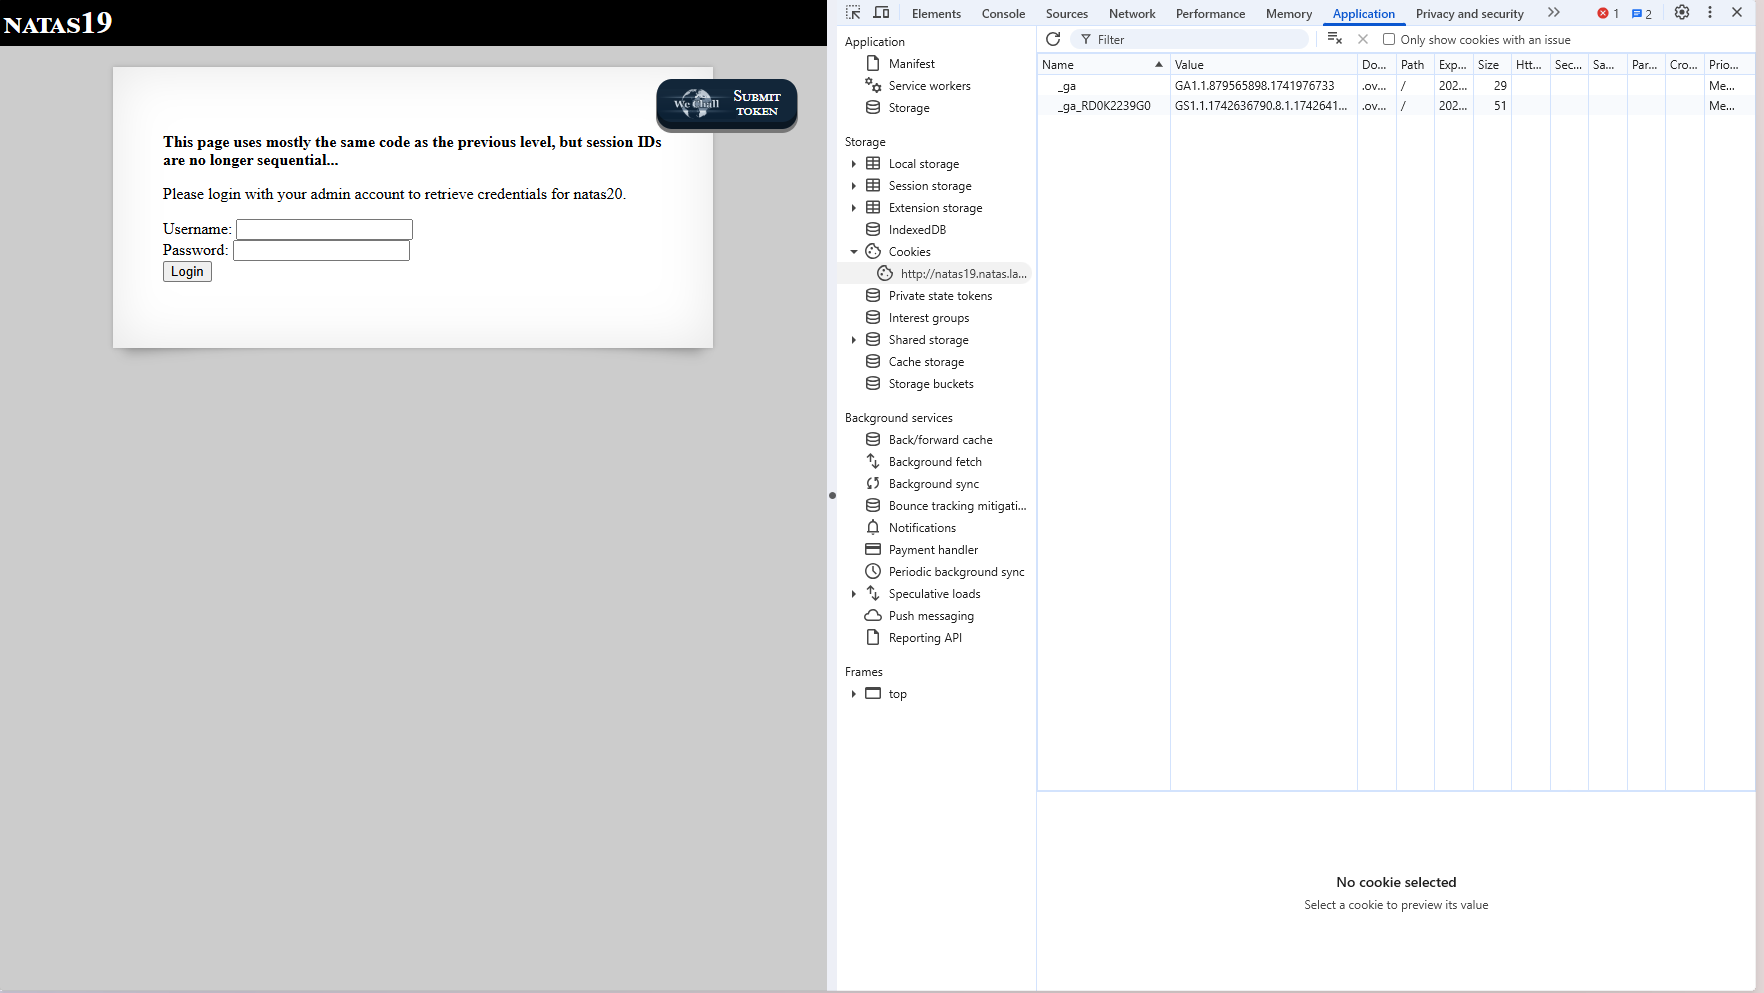 NATAS19
We Chall
SUBMIT
TOKEN
This page uses mostly the same code as the previous level, but session IDs
are no longer sequential...
Please login with your admin account to retrieve credentials for natas20.
Username:
Password:
Login
Elements Console Sources Network Performance Memory Application Privacy and security 1 2
Application
Manifest
Service workers
Storage
Storage
Local storage
Session storage
Extension storage
IndexedDB
Cookies
http://natas19.natas.la...
Private state tokens
Interest groups
Shared storage
Cache storage
Storage buckets
Background services
Back/forward cache
Background fetch
Background sync
Bounce tracking mitigati...
Notifications
Payment handler
Periodic background sync
Speculative loads
Push messaging
Reporting API
Frames
top
Filter Only show cookies with an issue
Name Value Do... Path Exp... Size Htt... Sec... Sa... Par... Cro... Prio...
_ga GA1.1.879565898.1741976733 .ov... / 202... 29 Me...
_ga_RD0K2239G0 GS1.1.1742636790.8.1.1742641... .ov... / 202... 51 Me...
No cookie selected
Select a cookie to preview its value